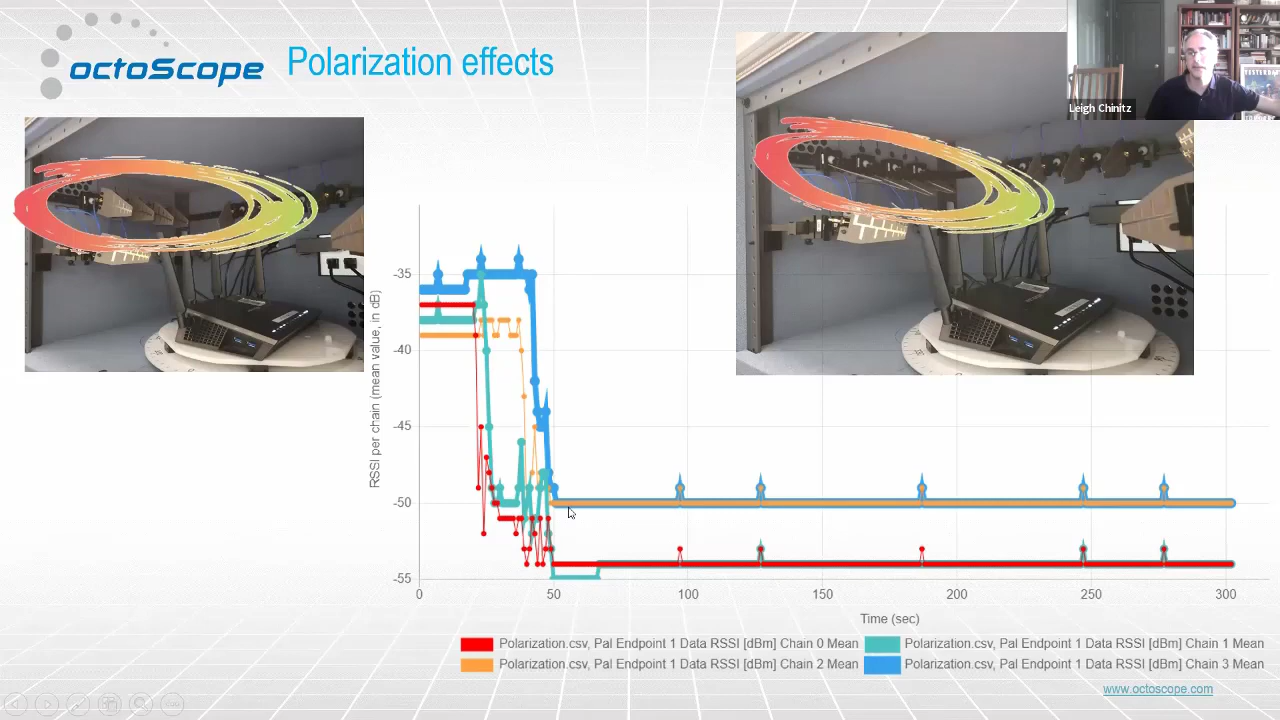 octoScope
Polarization effects
Leigh Chinitz
RSSI per chain (mean value, in dB)
-35
-40
-45
-50
-55
0
50
100
150
200
250
300
Time (sec)
Polarization.csv, Pal Endpoint 1 Data RSSI [dBm] Chain 0 Mean
Polarization.csv, Pal Endpoint 1 Data RSSI [dBm] Chain 1 Mean
Polarization.csv, Pal Endpoint 1 Data RSSI [dBm] Chain 2 Mean
Polarization.csv, Pal Endpoint 1 Data RSSI [dBm] Chain 3 Mean
www.octoscope.com